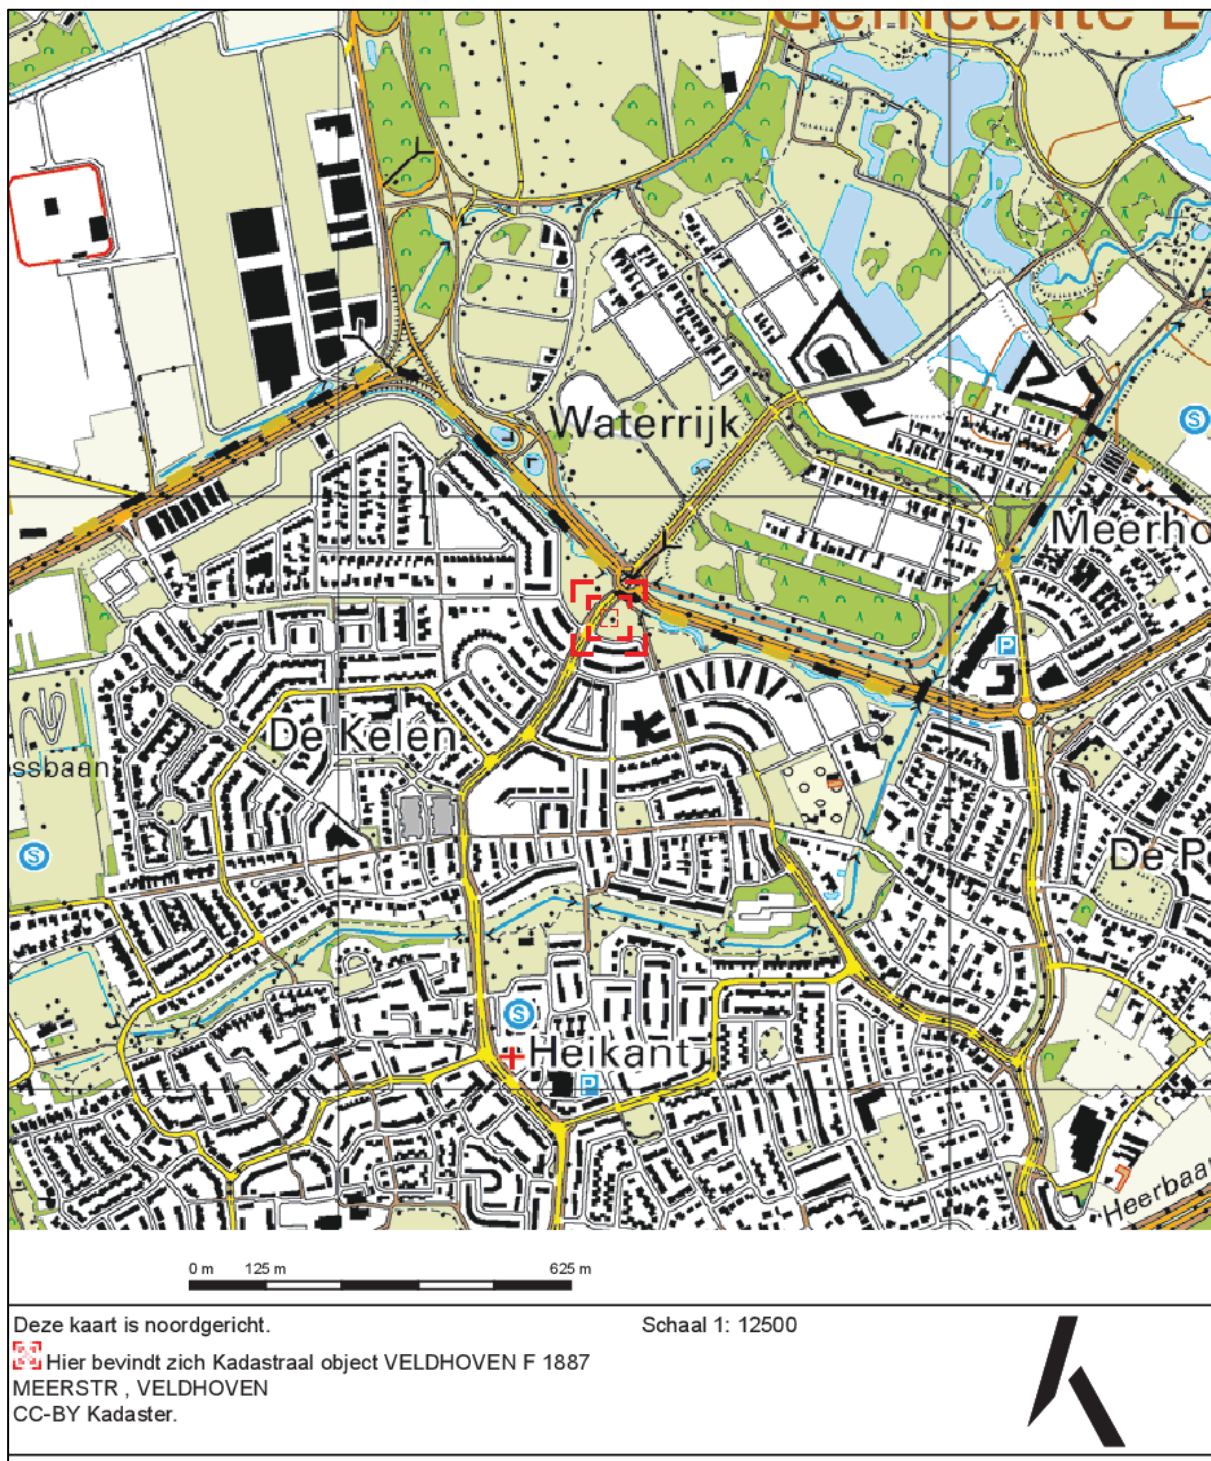 Gemeente E
Waterrijk
S
Meerho
P
De Kelen
ssbaan
De P
S
S
Heikant
P
Heerbaa
0 m 125 m 625 m
Deze kaart is noordgericht. Schaal 1: 12500
Hier bevindt zich Kadastraal object VELDHOVEN F 1887
MEERSTR , VELDHOVEN
CC-BY Kadaster.